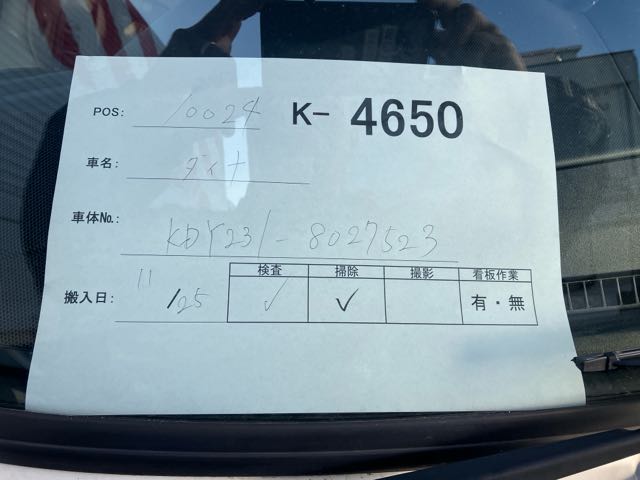 POS: 10024 K- 4650
車名: ダイナ
車体No.: KDY231-8027523
検査 掃除 撮影 看板作業
搬入日: 11/25 ✓ ✓ 有・無